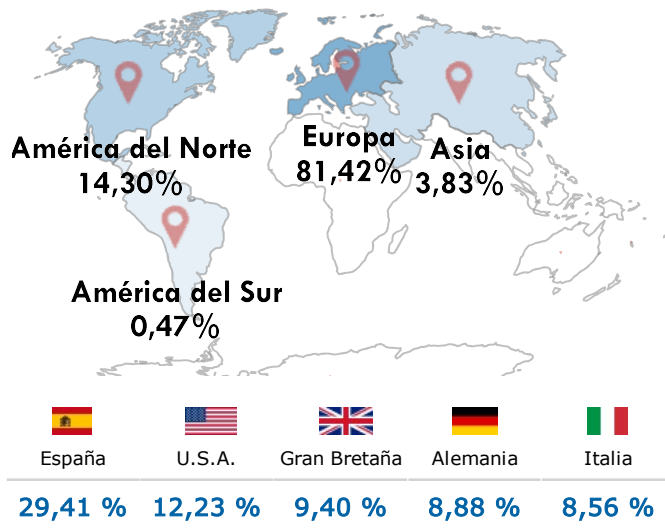 América del Norte
14,30%
Europa
81,42%
Asia
3,83%
América del Sur
0,47%
España
U.S.A.
Gran Bretaña
Alemania
Italia
29,41 %
12,23 %
9,40 %
8,88 %
8,56 %